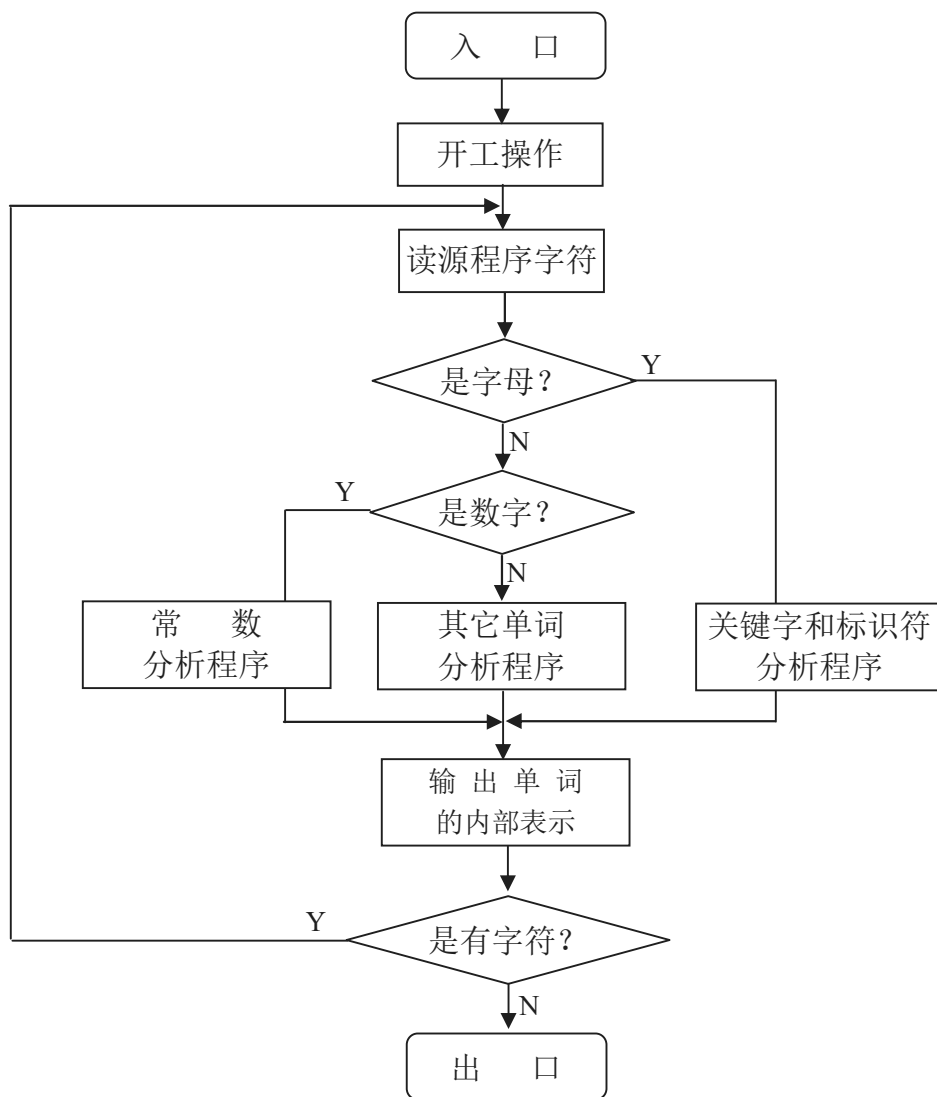 入 口
开工操作
读源程序字符
是字母?
Y
N
是数字?
Y
N
常 数
分析程序
其它单词
分析程序
关键字和标识符
分析程序
输 出 单 词
的内部表示
是有字符?
Y
N
出 口